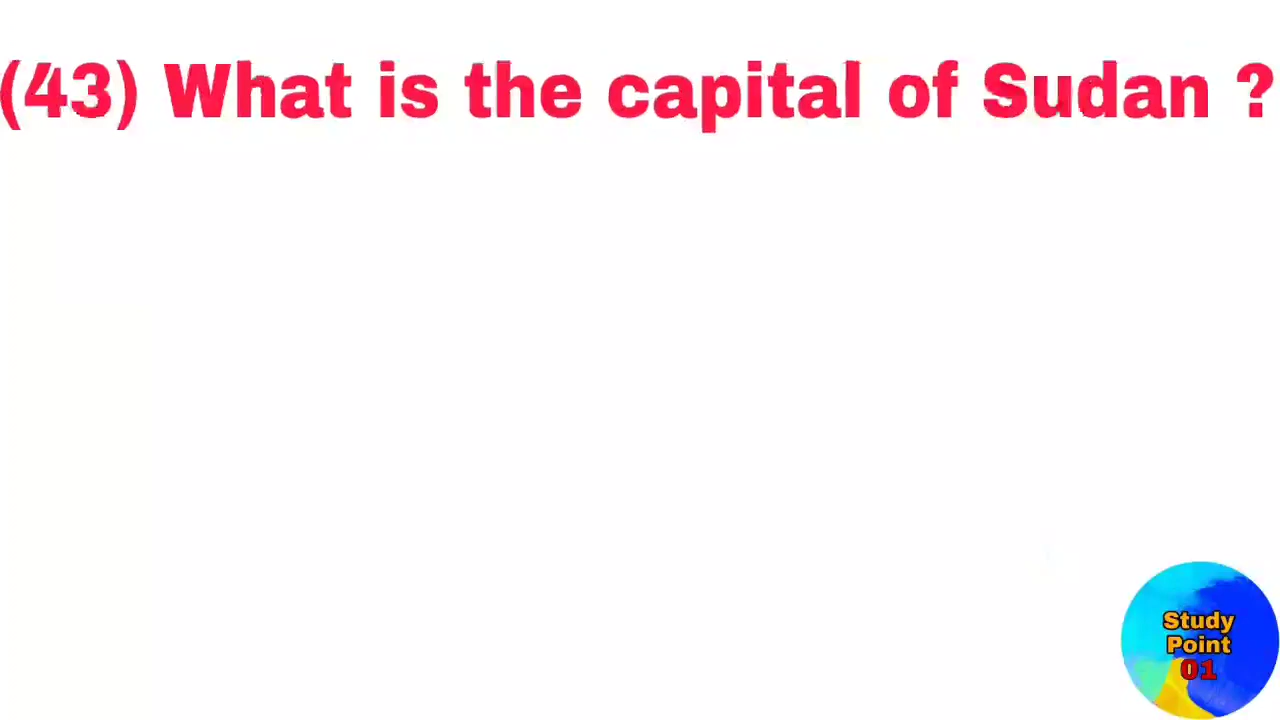 (43) What is the capital of Sudan ?
Study
Point
01